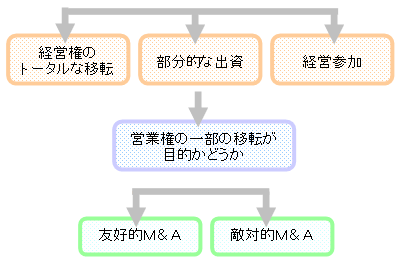 経営権の
トータルな移転
部分的な出資
経営参加
営業権の一部の移転が
目的かどうか
友好的M＆A
敵対的M＆A